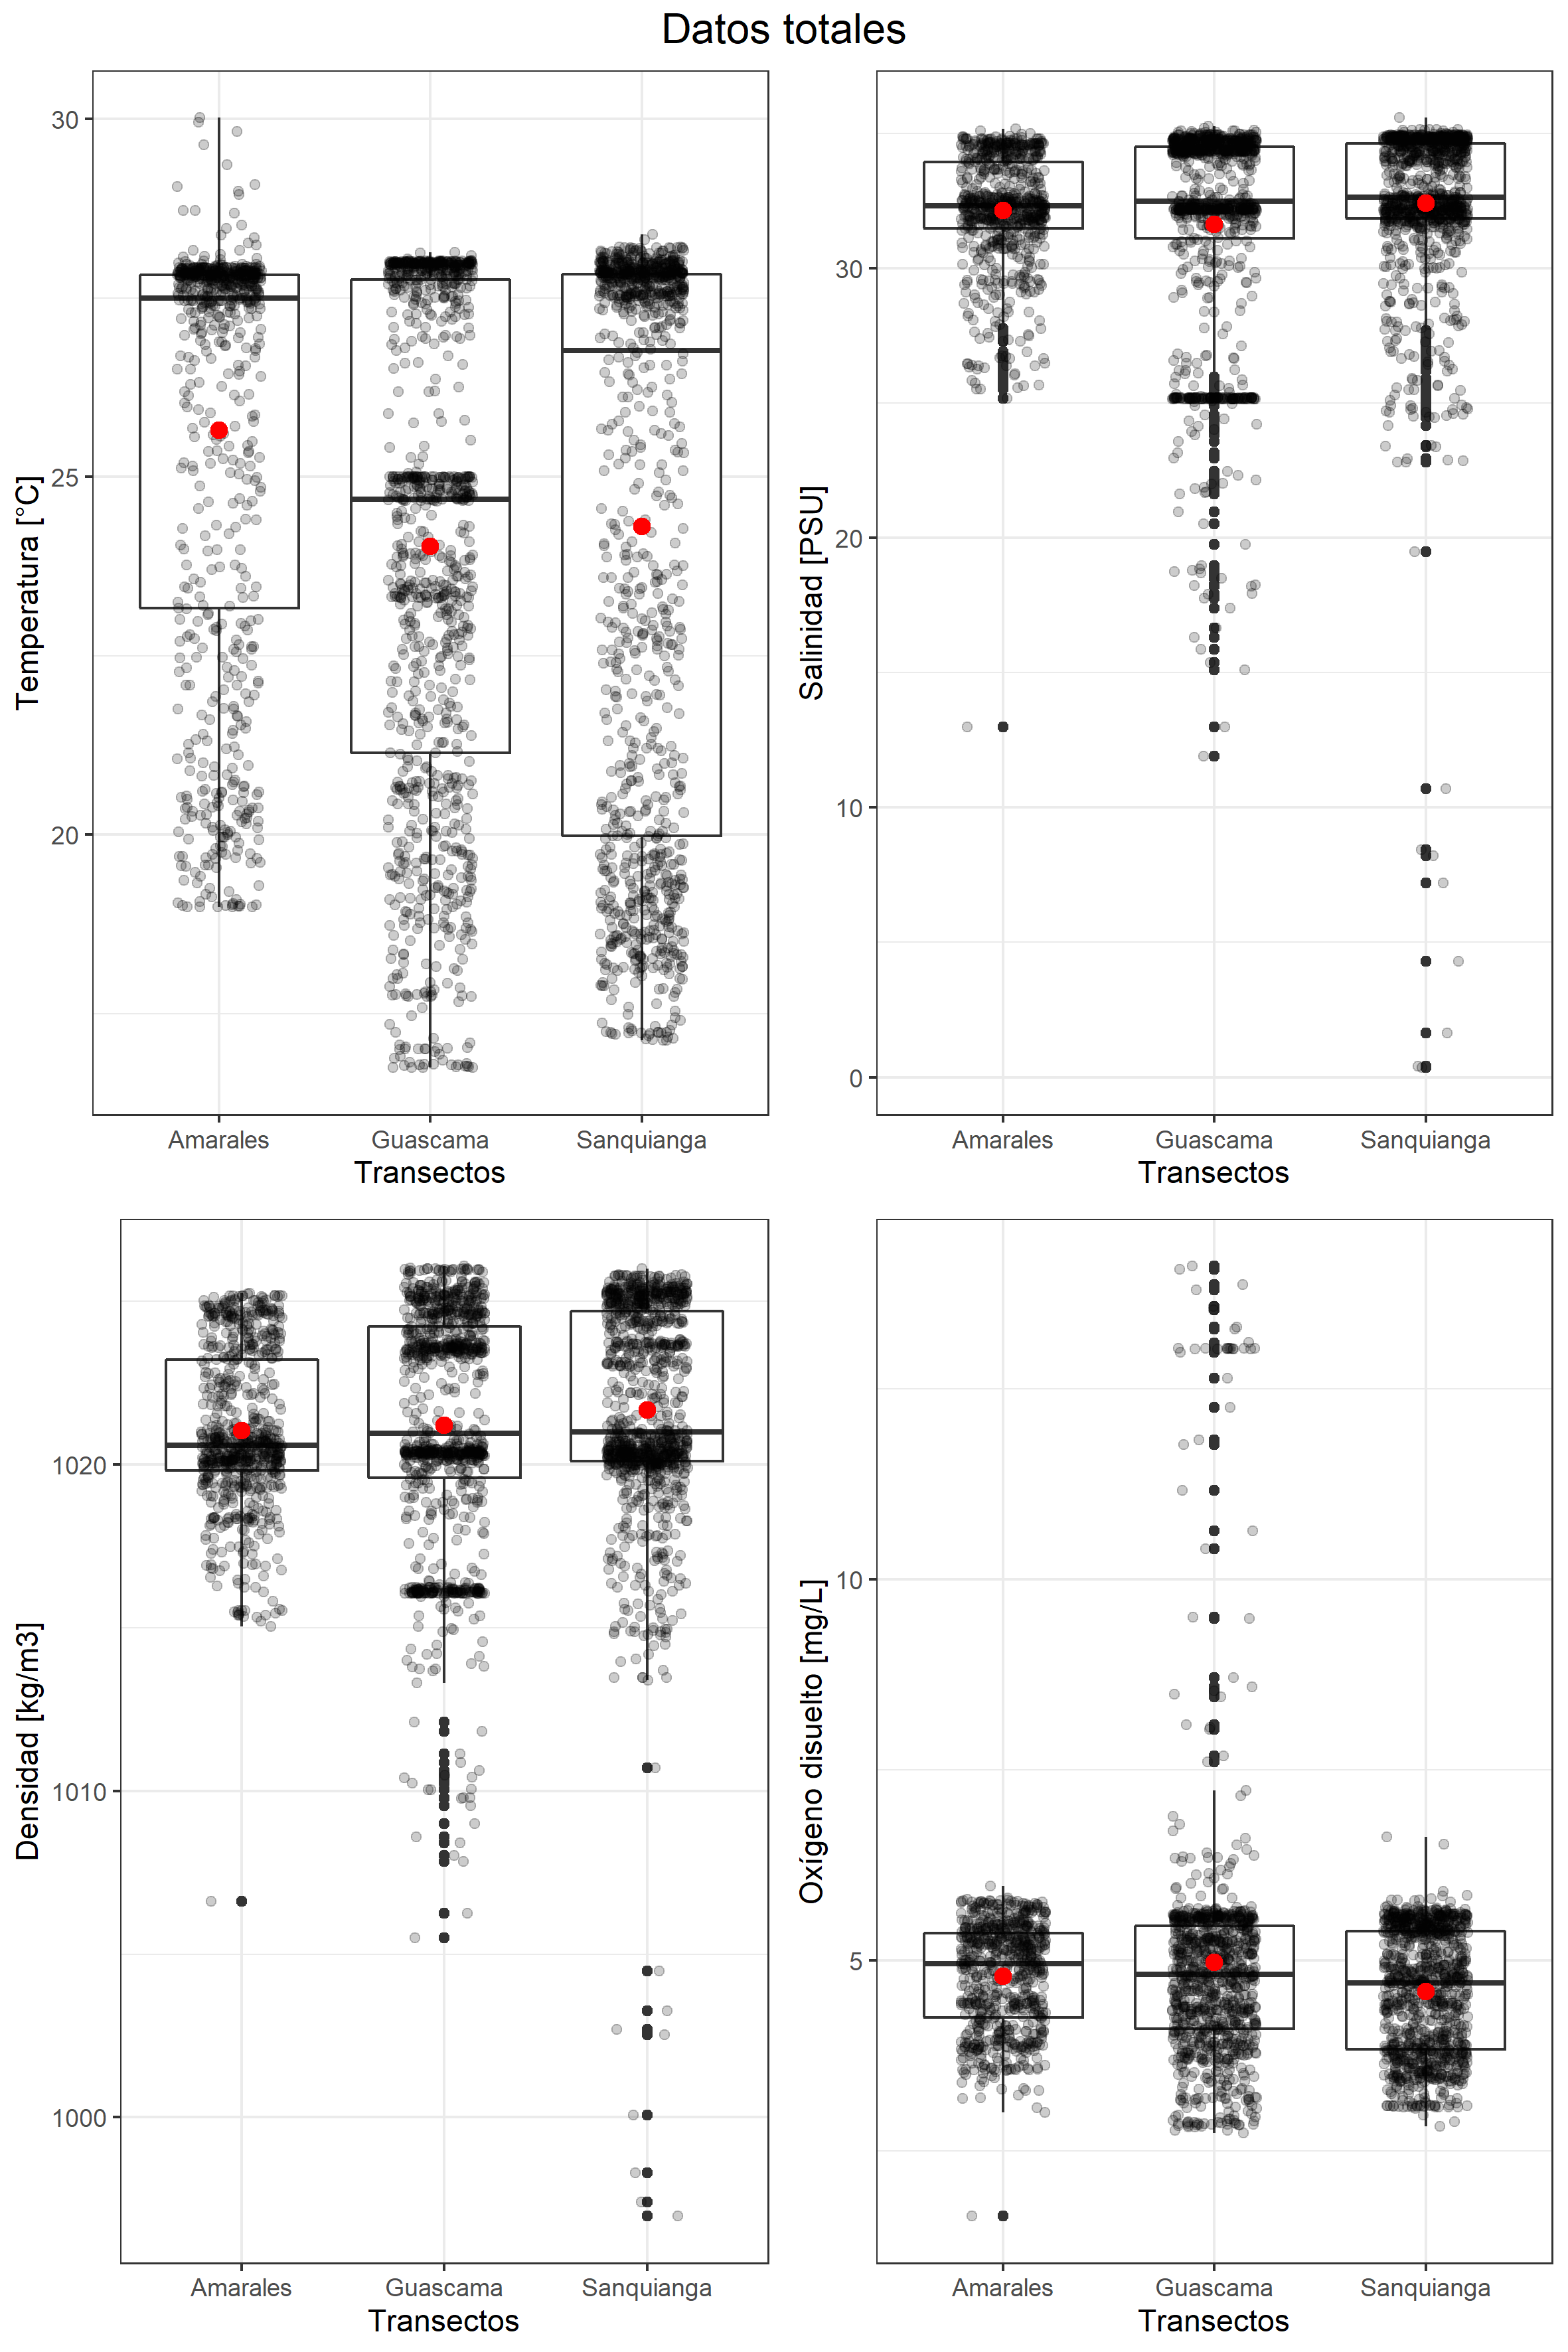 Datos totales
Temperatura [°C]
30
25
20
Amarales Guascama Sanquianga
Transectos
Salinidad [PSU]
30
20
10
0
Amarales Guascama Sanquianga
Transectos
Densidad [kg/m3]
1020
1010
1000
Amarales Guascama Sanquianga
Transectos
Oxígeno disuelto [mg/L]
10
5
Amarales Guascama Sanquianga
Transectos